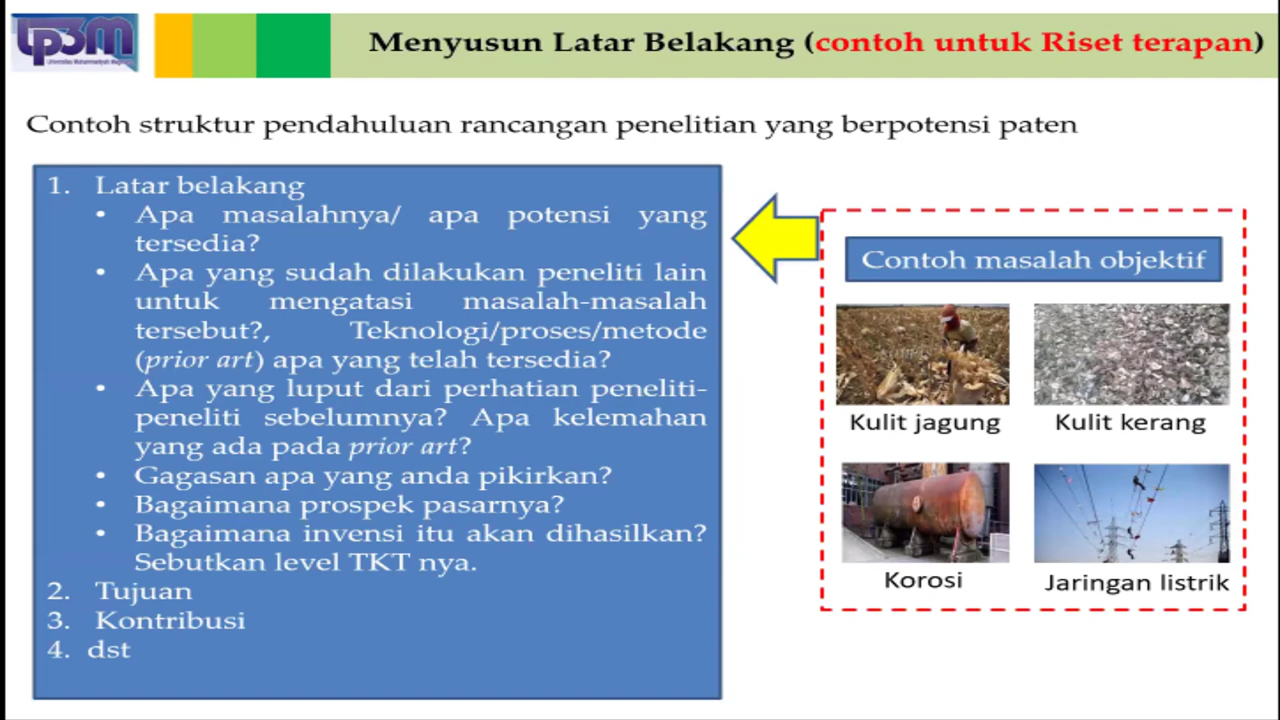 lp3m
Menyusun Latar Belakang (contoh untuk Riset terapan)
Contoh struktur pendahuluan rancangan penelitian yang berpotensi paten
1. Latar belakang
• Apa masalahnya/ apa potensi yang
tersedia?
• Apa yang sudah dilakukan peneliti lain
untuk mengatasi masalah-masalah
tersebut?, Teknologi/proses/metode
(prior art) apa yang telah tersedia?
• Apa yang luput dari perhatian peneliti-
peneliti sebelumnya? Apa kelemahan
yang ada pada prior art?
• Gagasan apa yang anda pikirkan?
• Bagaimana prospek pasarnya?
• Bagaimana invensi itu akan dihasilkan?
Sebutkan level TKT nya.
2. Tujuan
3. Kontribusi
4. dst
Contoh masalah objektif
Kulit jagung
Kulit kerang
Korosi
Jaringan listrik